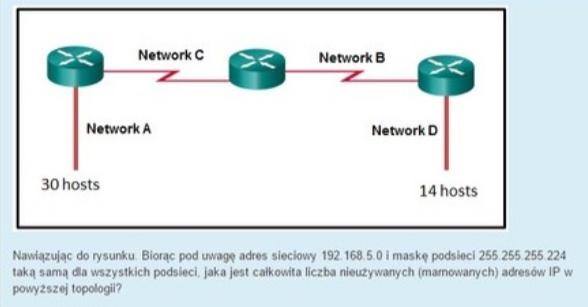 Network C
Network B
Network A
Network D
30 hosts
14 hosts
Nawiązując do rysunku. Biorąc pod uwagę adres sieciowy 192.168.5.0 i maskę podsieci 255.255.255.224
taką samą dla wszystkich podsieci, jaka jest całkowita liczba nieużywanych (marnowanych) adresów IP w
powyższej topologii?